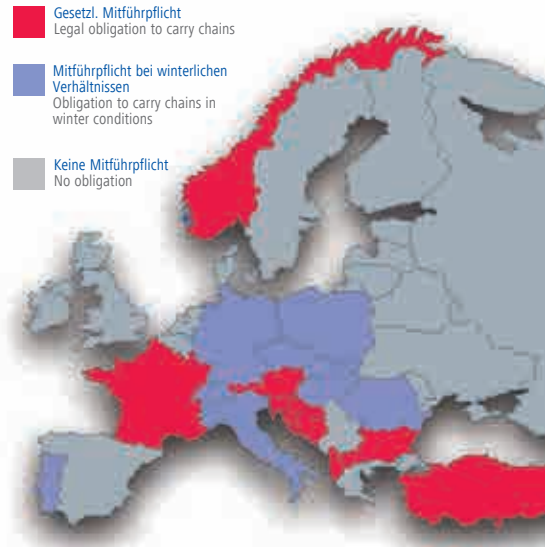 Gesetzl. Mitführpflicht
Legal obligation to carry chains
Mitführpflicht bei winterlichen
Verhältnissen
Obligation to carry chains in
winter conditions
Keine Mitführpflicht
No obligation